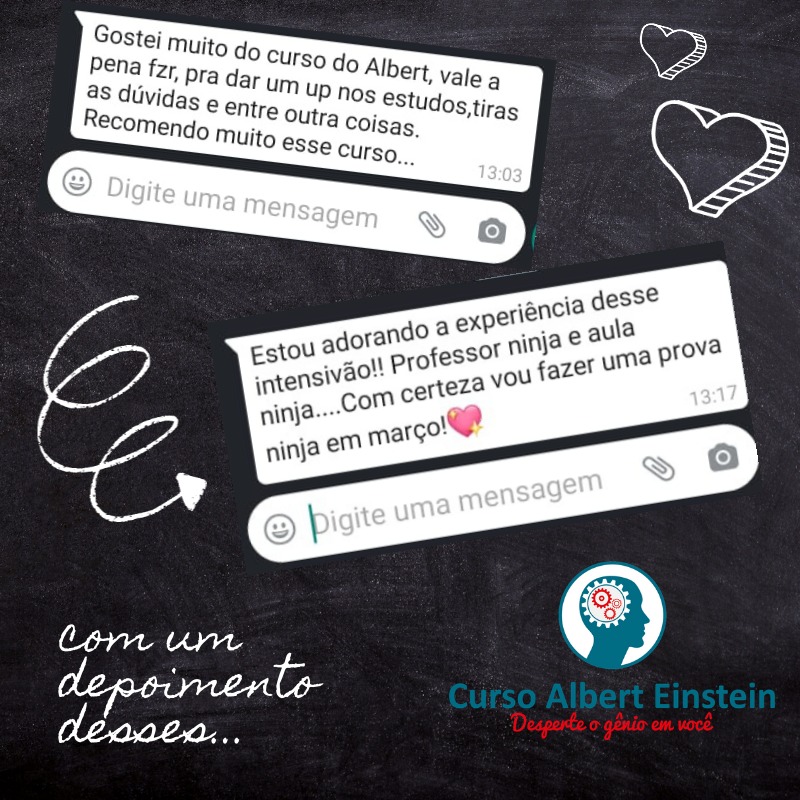 Gostei muito do curso do Albert, vale a
pena fzr, pra dar um up nos estudos,tiras
as dúvidas e entre outra coisas.
Recomendo muito esse curso...
13:03
Digite uma mensagem
Estou adorando a experiência desse
intensivão!! Professor ninja e aula
ninja....Com certeza vou fazer uma prova
ninja em março!💖
13:17
Digite uma mensagem
com um
depoimento
desses...
Curso Albert Einstein
Desperte o gênio em você